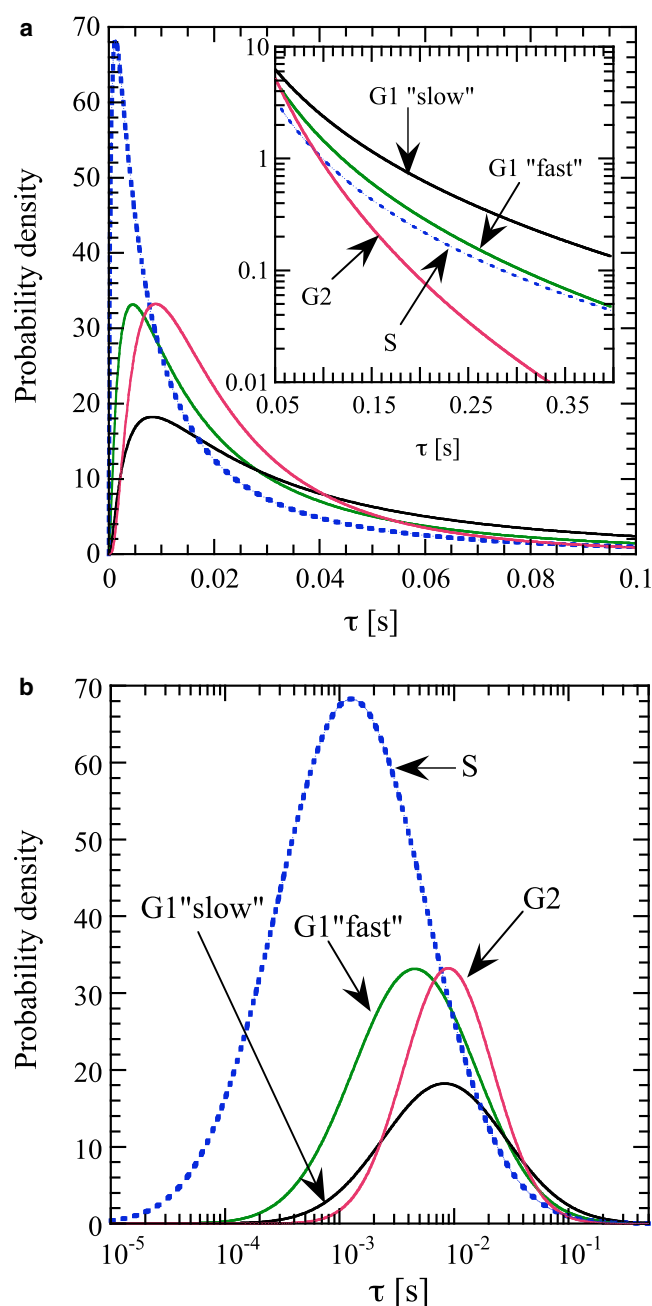 a
70
60
50
40
30
20
10
0
Probability density
0 0.02 0.04 0.06 0.08 0.1
τ [s]
10
1
0.1
0.01
0.05 0.15 0.25 0.35
τ [s]
G1 "slow"
G1 "fast"
G2
S
b
70
60
50
40
30
20
10
0
Probability density
S
G1"slow"
G1"fast"
G2
10⁻⁵ 10⁻⁴ 10⁻³ 10⁻² 10⁻¹
τ [s]